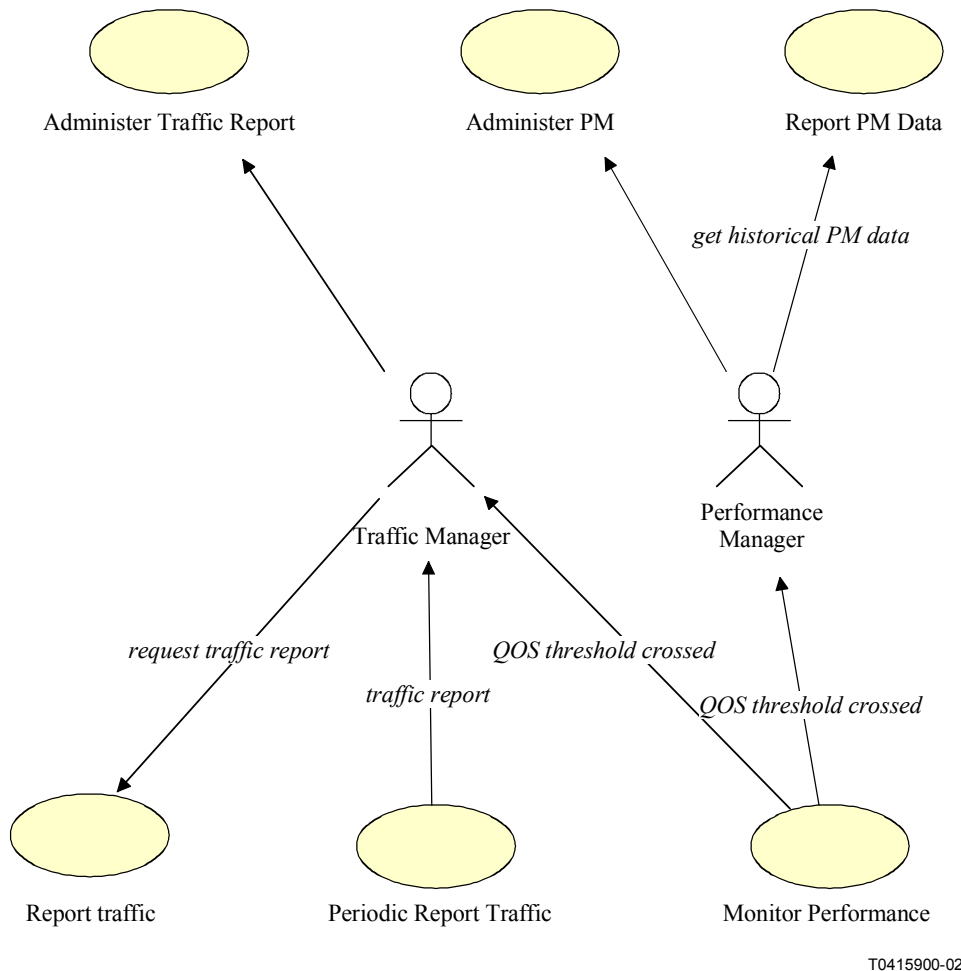 Administer Traffic Report
Administer PM
Report PM Data
get historical PM data
Traffic Manager
Performance
Manager
request traffic report
QOS threshold crossed
traffic report
QOS threshold crossed
Report traffic
Periodic Report Traffic
Monitor Performance
T0415900-02